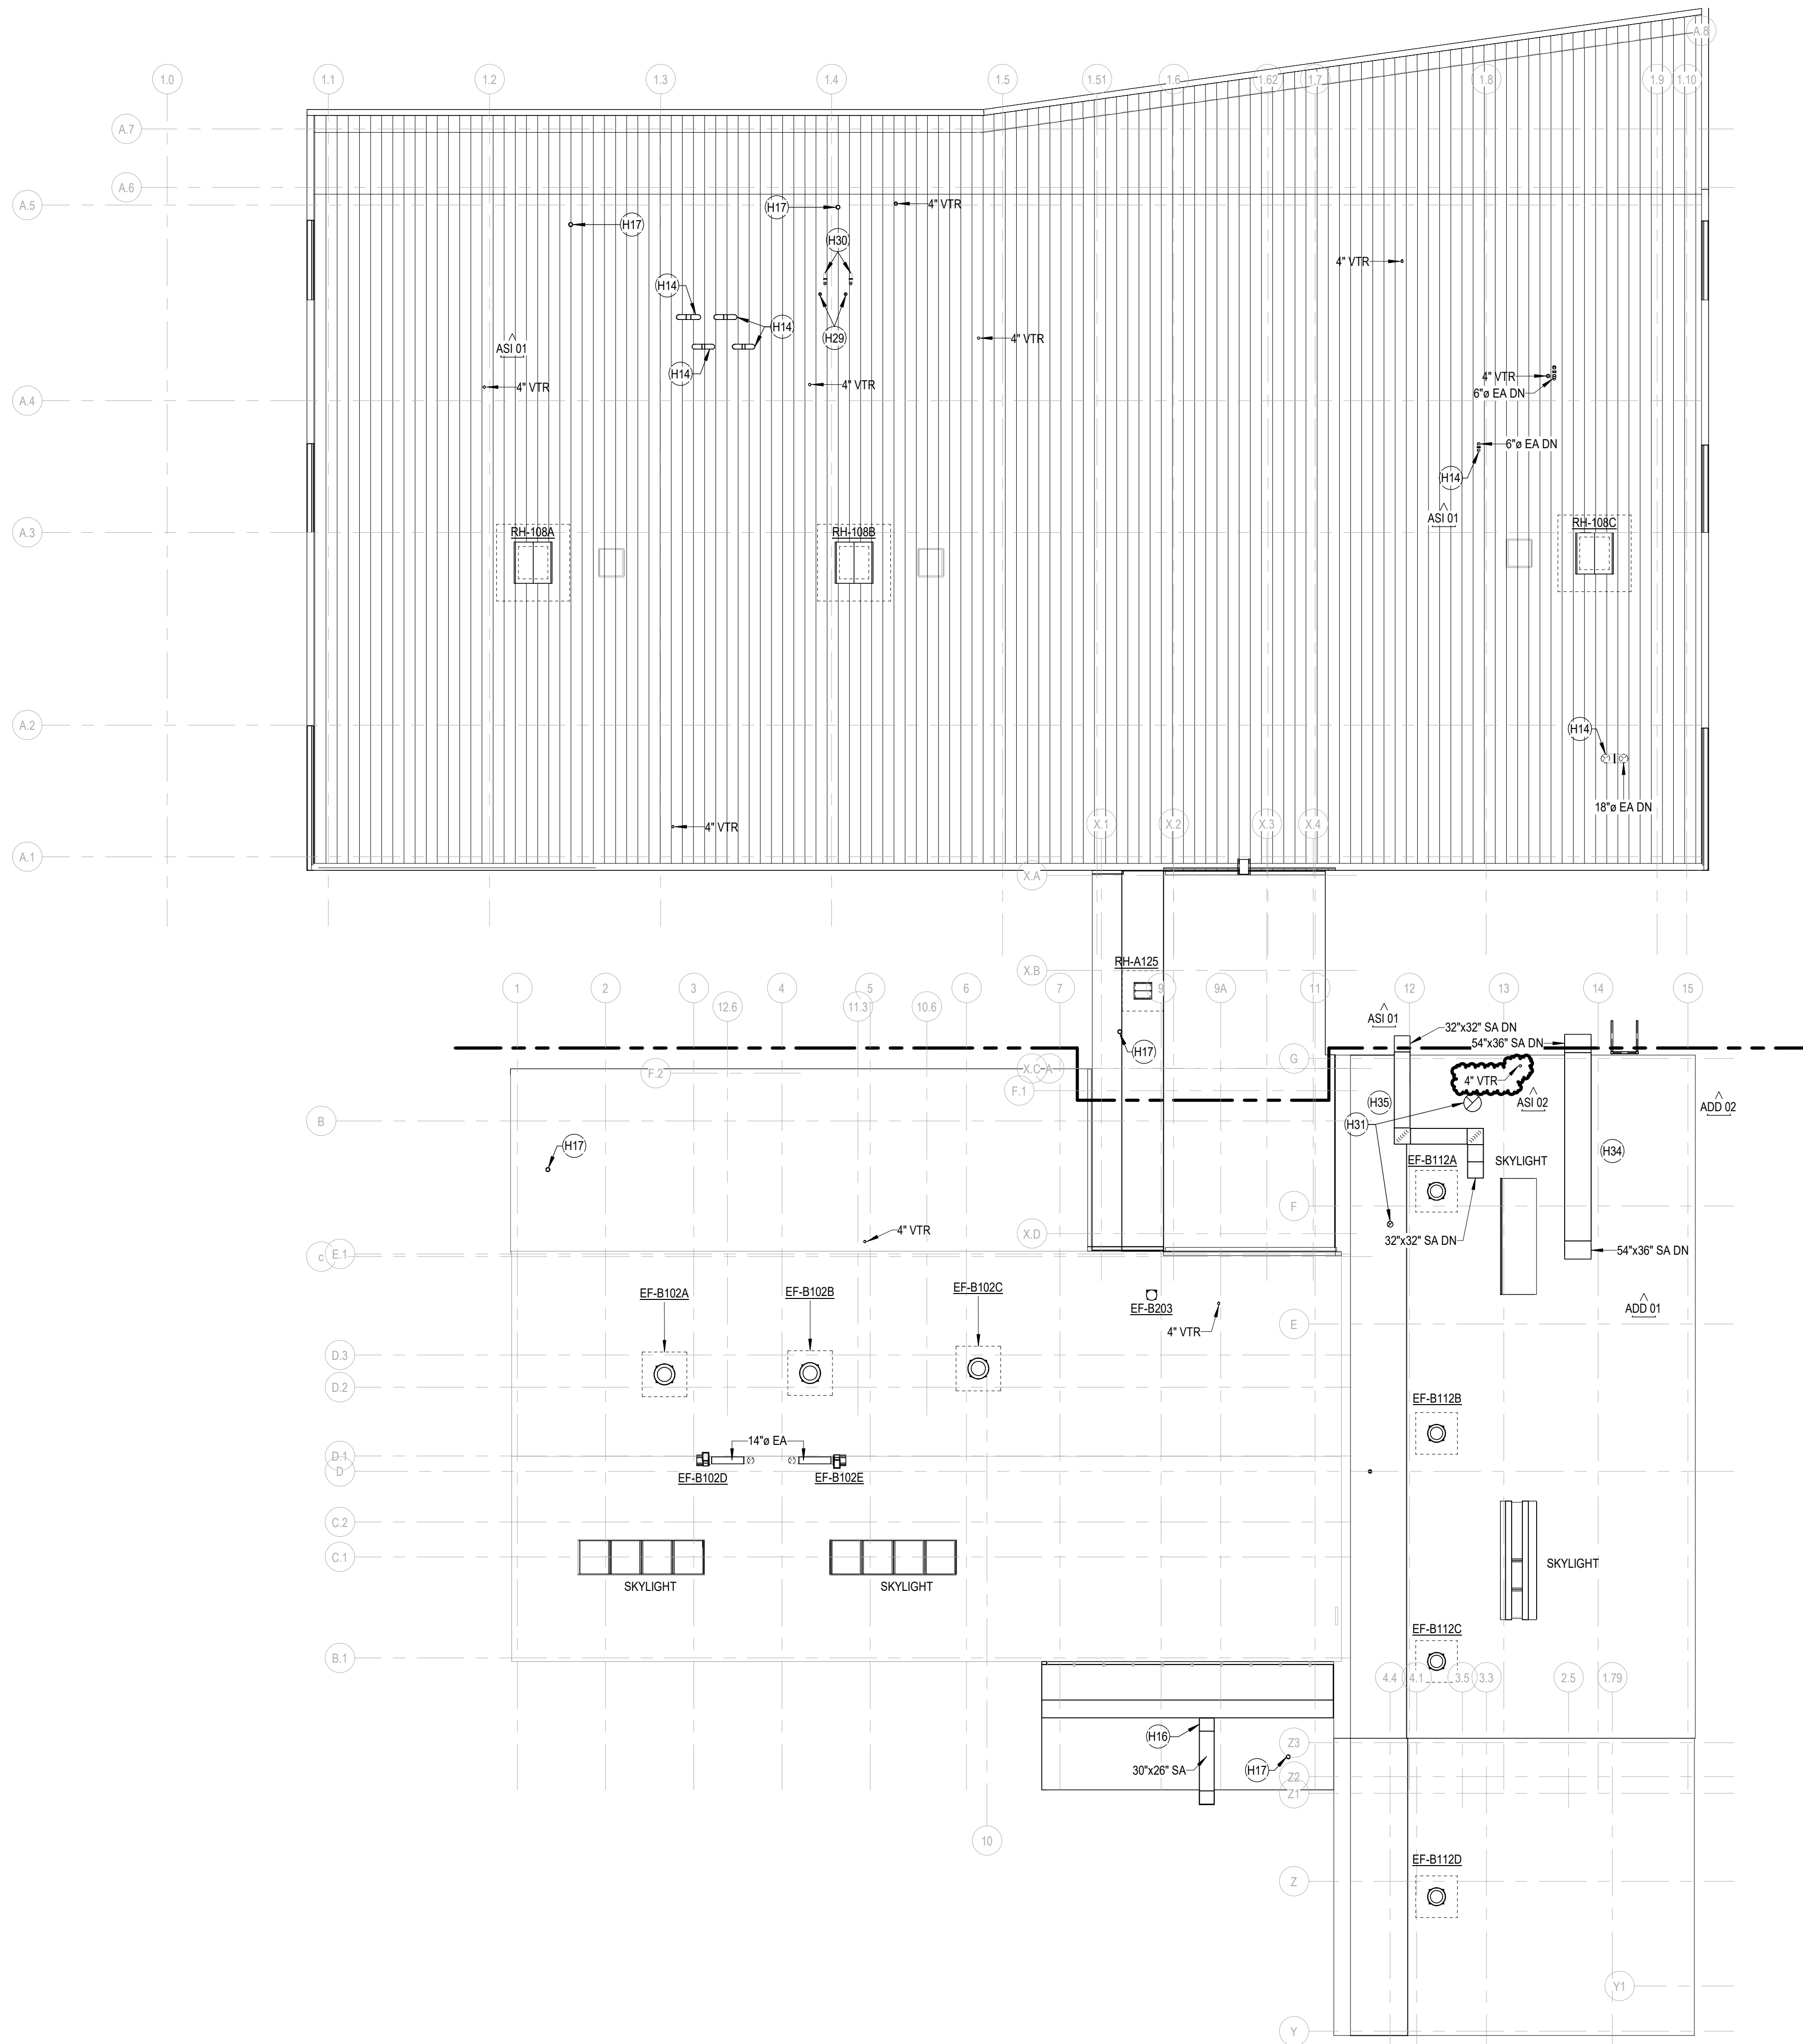 A.8
1.0
1.1
1.2
1.3
1.4
1.5
1.51
1.6
1.62
1.7
1.8
1.9
1.10
A.7
A.6
A.5
H17
4" VTR
H17
H30
4" VTR
H14
H14
H29
4" VTR
ASI 01
H14
4" VTR
4" VTR
4" VTR
6"ø EA DN
A.4
6"ø EA DN
H14
ASI 01
A.3
RH-108A
RH-108B
RH-108C
A.2
H14
18"ø EA DN
4" VTR
X.1
X.2
X.3
X.4
A.1
X.A
RH-A125
X.B
1
2
3
4
5
6
7
9
9A
11
12
13
14
15
12.6
11.3
10.6
ASI 01
32"x32" SA DN
54"x36" SA DN
H17
G
F.2
X.C
A
4" VTR
F.1
H35
ASI 02
ADD 02
B
H31
H17
H34
EF-B112A
SKYLIGHT
F
4" VTR
X.D
32"x32" SA DN
54"x36" SA DN
c
E.1
EF-B102A
EF-B102B
EF-B102C
EF-B203
ADD 01
4" VTR
E
D.3
D.2
EF-B112B
14"ø EA
D.1
D
EF-B102D
EF-B102E
C.2
C.1
SKYLIGHT
SKYLIGHT
SKYLIGHT
EF-B112C
B.1
4.4
4.1
3.5
3.3
2.5
1.79
H16
Z3
30"x26" SA
H17
Z2
Z1
10
EF-B112D
Z
Y1
Y